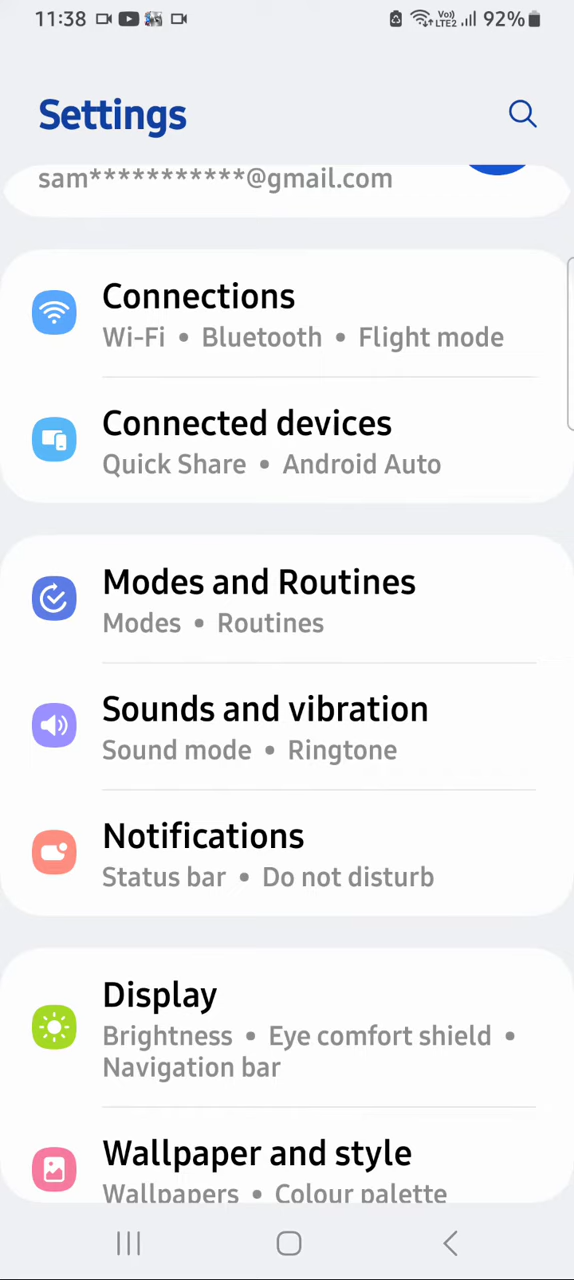 11:38
Vo))
LTE2
92%
Settings
sam***********@gmail.com
Connections
Wi-Fi • Bluetooth • Flight mode
Connected devices
Quick Share • Android Auto
Modes and Routines
Modes • Routines
Sounds and vibration
Sound mode • Ringtone
Notifications
Status bar • Do not disturb
Display
Brightness • Eye comfort shield •
Navigation bar
Wallpaper and style
Wallpapers • Colour palette